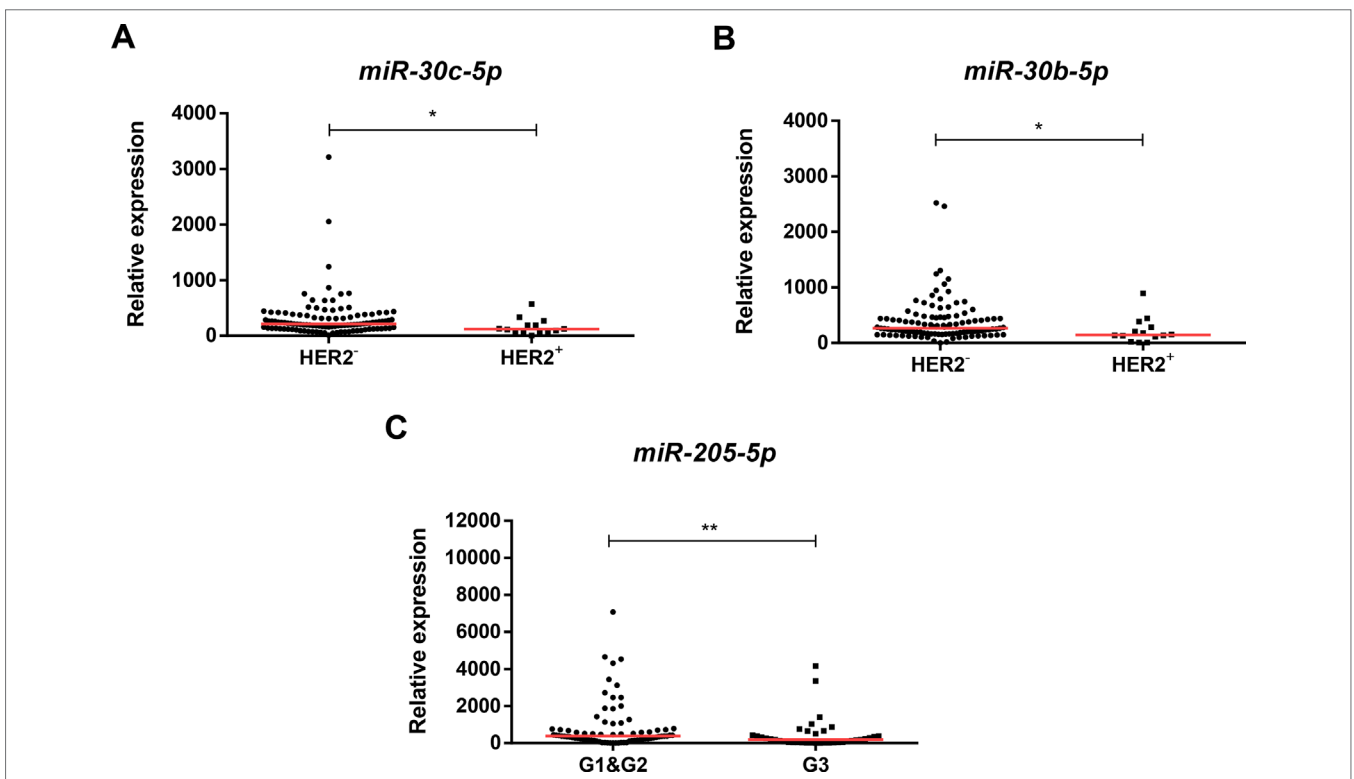 A
miR-30c-5p
Relative expression
4000
3000
2000
1000
0
*
HER2⁻
HER2⁺
B
miR-30b-5p
Relative expression
4000
3000
2000
1000
0
*
HER2⁻
HER2⁺
C
miR-205-5p
Relative expression
12000
10000
8000
6000
4000
2000
0
**
G1&G2
G3